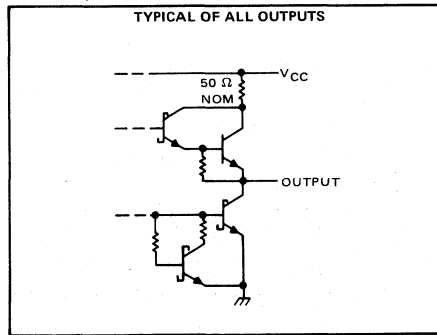 TYPICAL OF ALL OUTPUTS
VCC
50 Ω
NOM
OUTPUT